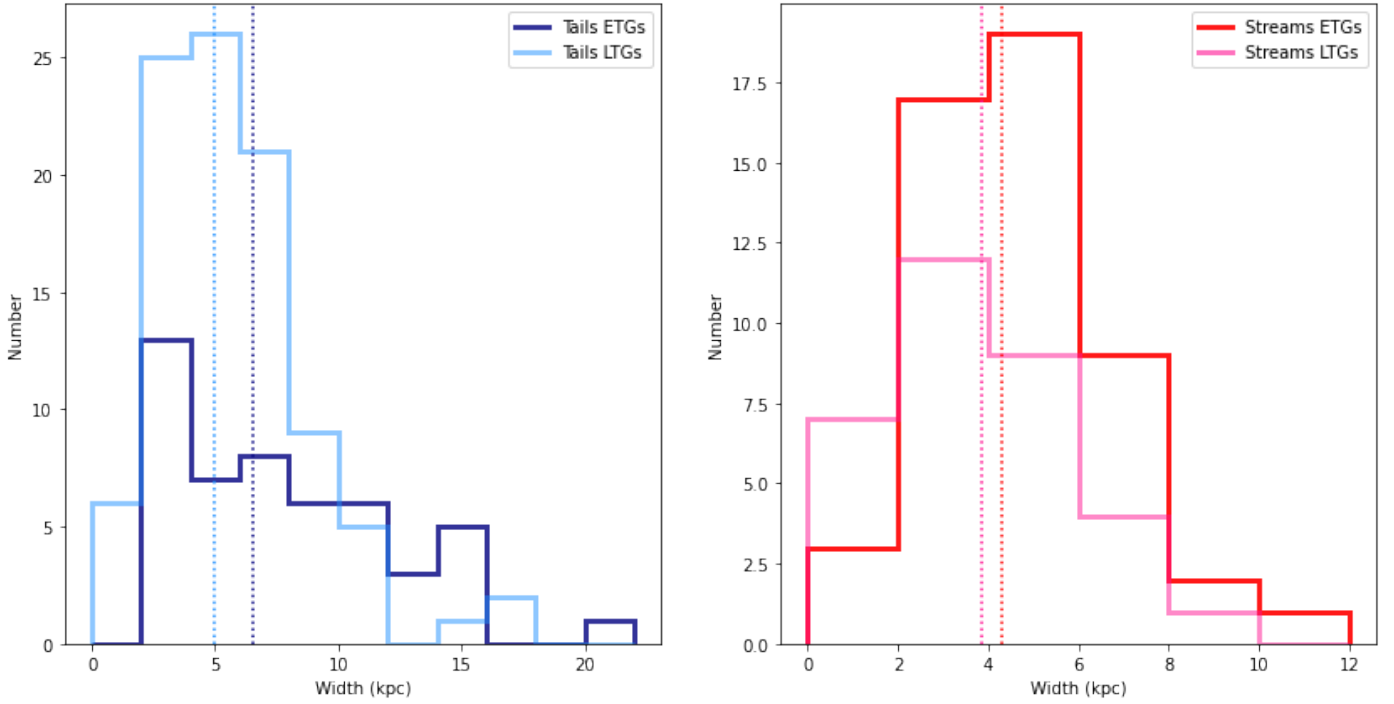 Tails ETGs
Tails LTGs
25
20
15
10
5
0
Number
0 5 10 15 20
Width (kpc)
Streams ETGs
Streams LTGs
17.5
15.0
12.5
10.0
7.5
5.0
2.5
0.0
Number
0 2 4 6 8 10 12
Width (kpc)